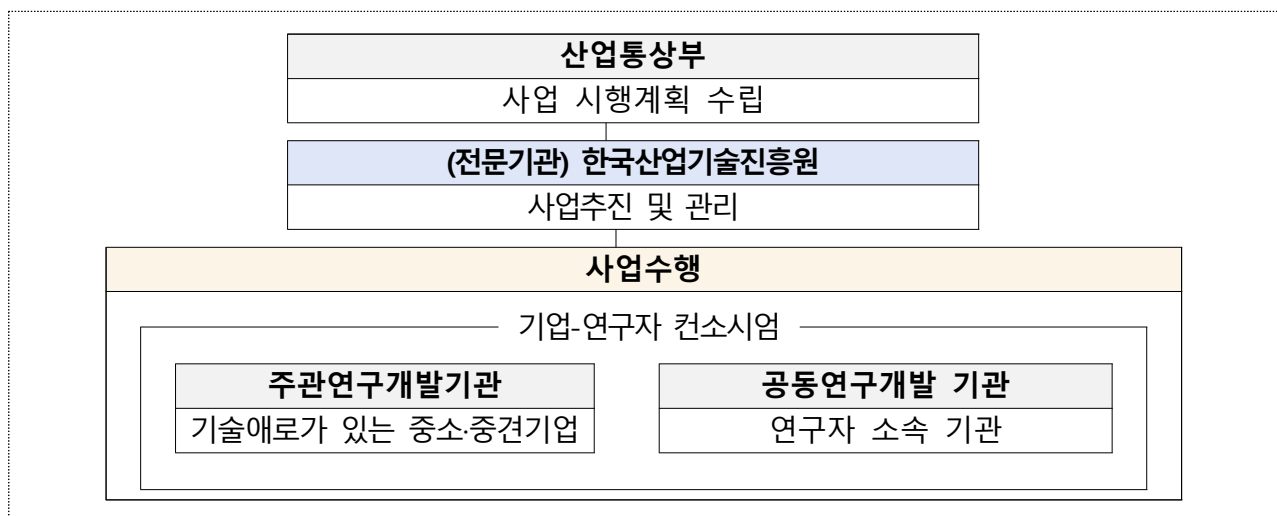 산업통상부
사업 시행계획 수립
(전문기관) 한국산업기술진흥원
사업추진 및 관리
사업수행
기업-연구자 컨소시엄
주관연구개발기관
기술애로가 있는 중소·중견기업
공동연구개발 기관
연구자 소속 기관